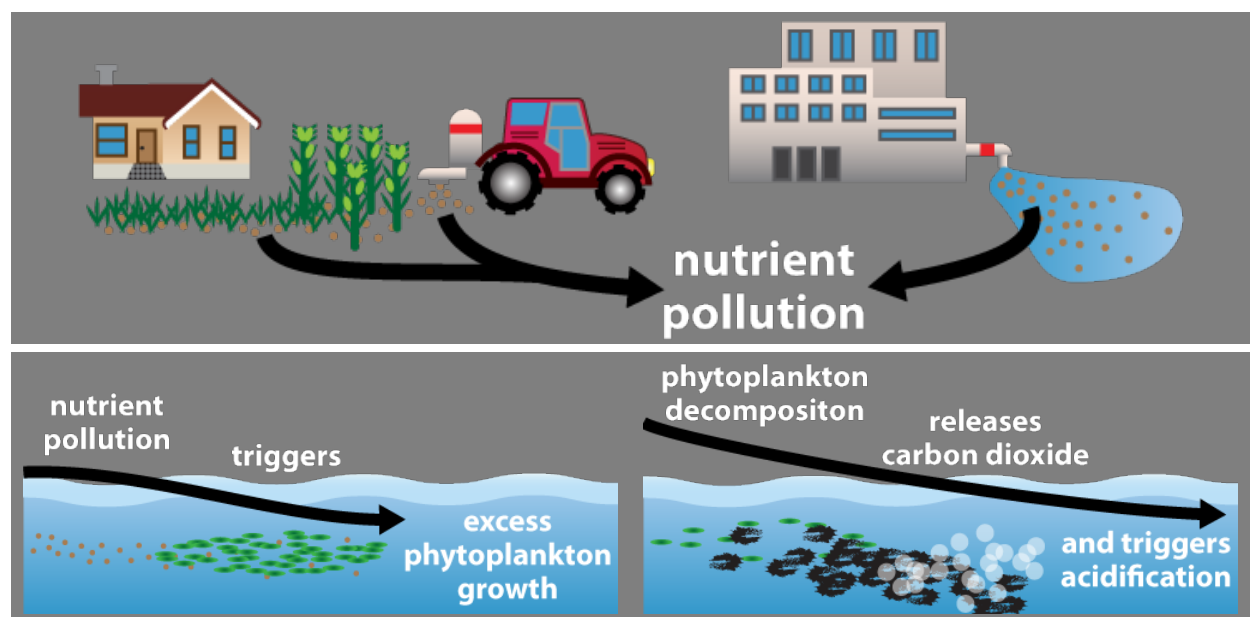 nutrient
pollution
nutrient
pollution
triggers
excess
phytoplankton
growth
phytoplankton
decompositon
releases
carbon dioxide
and triggers
acidification